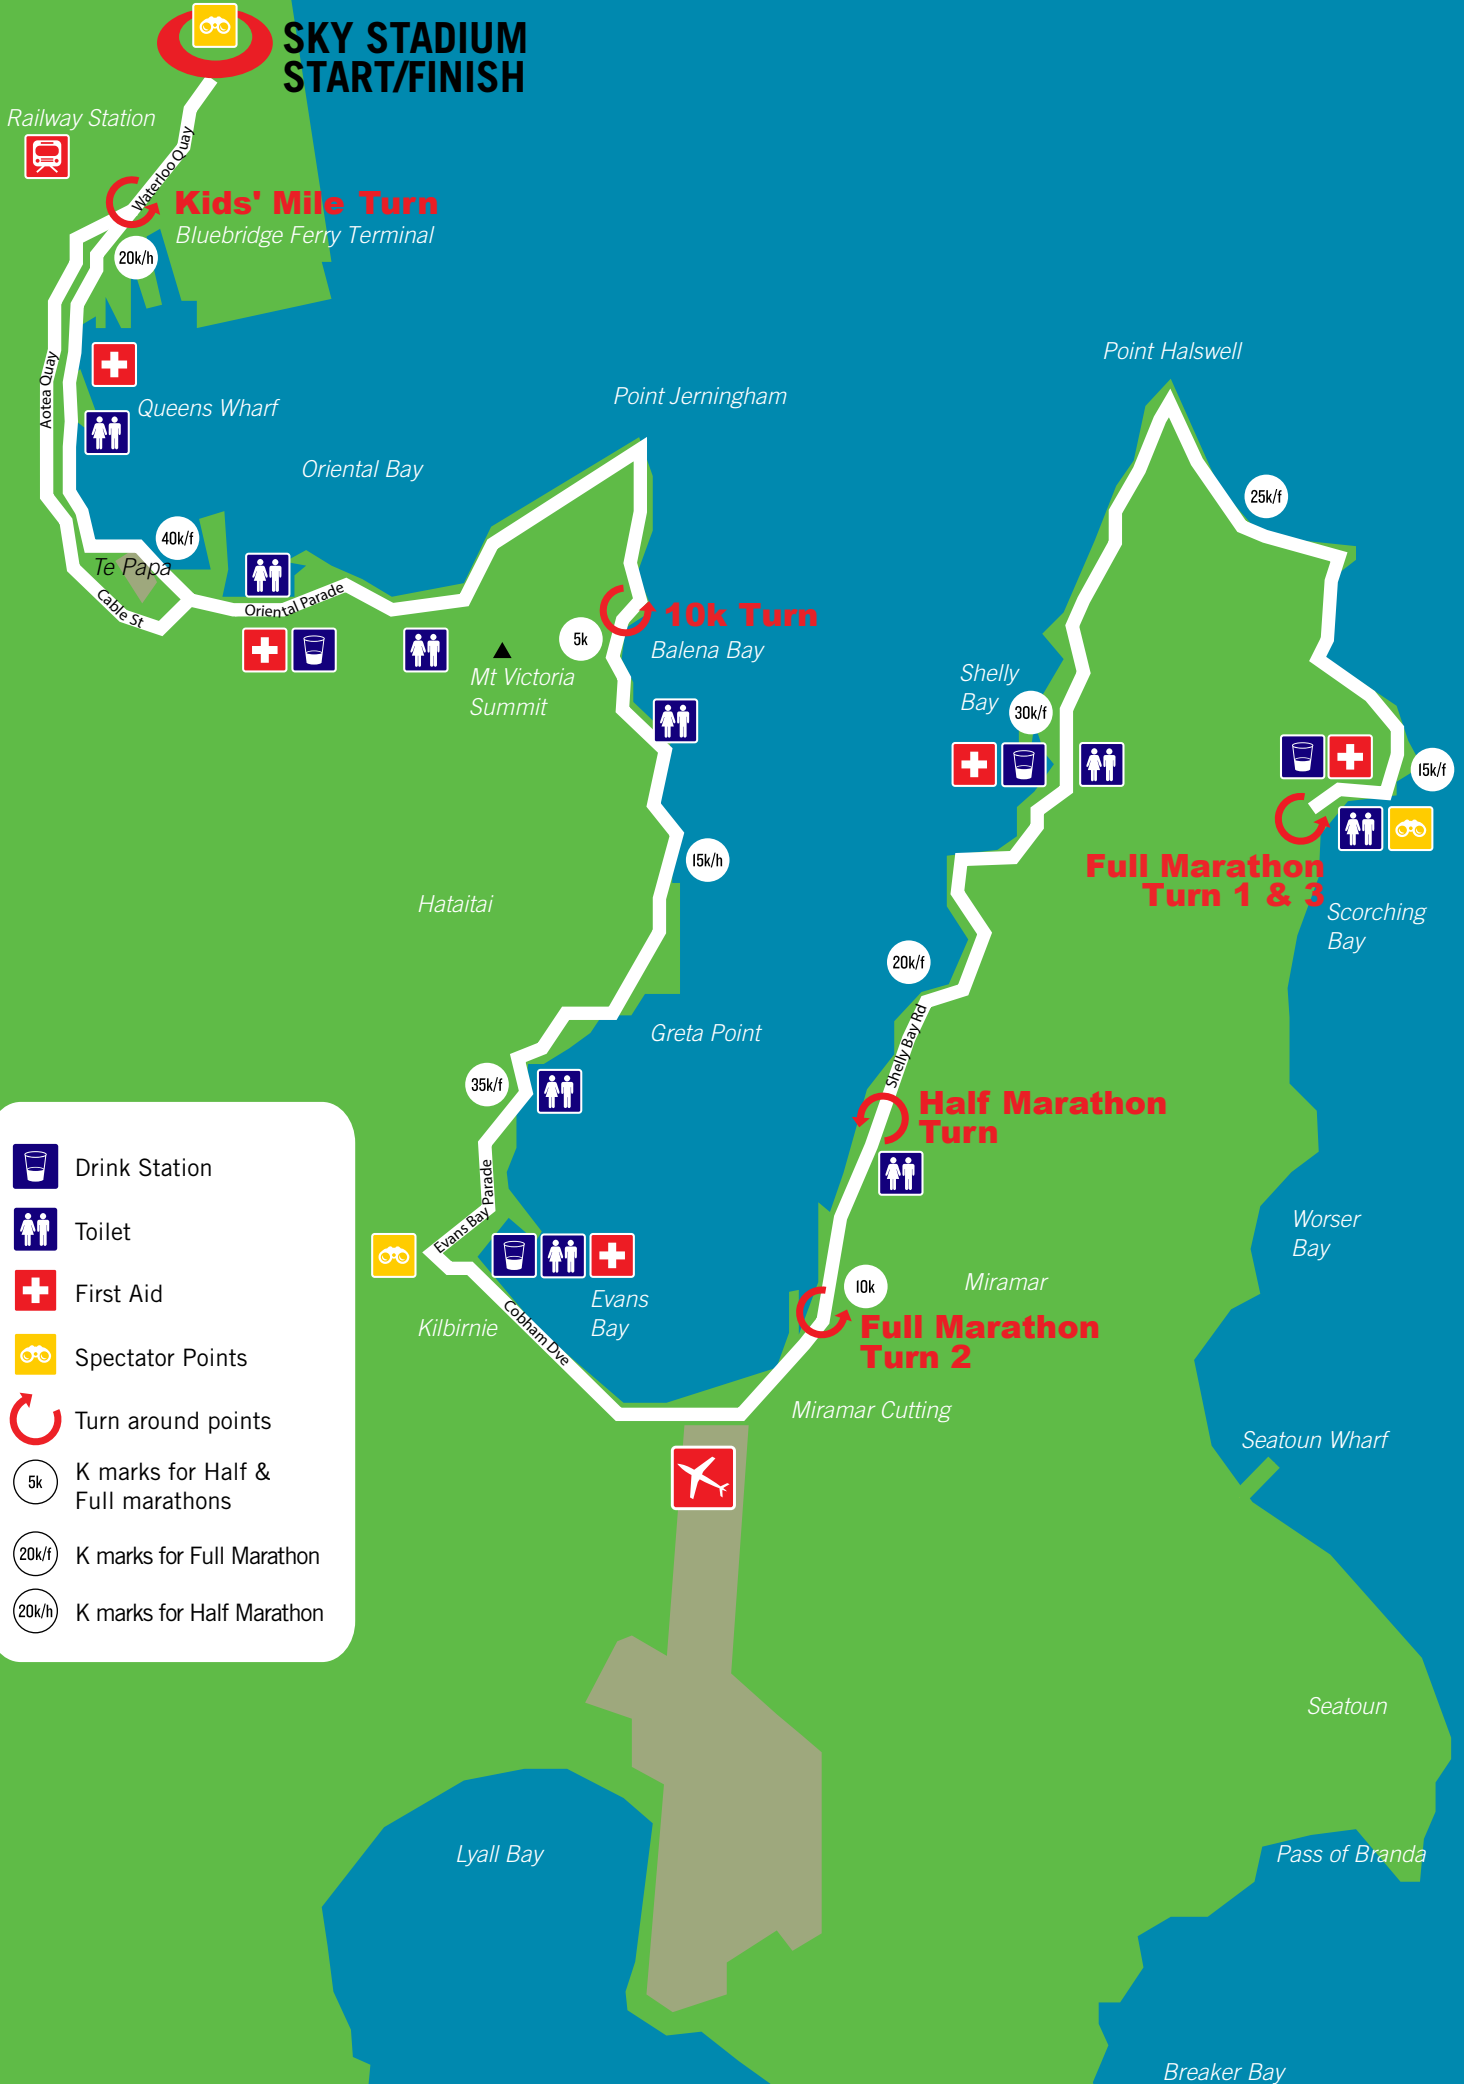 SKY STADIUM
START/FINISH
Railway Station
Waterloo Quay
Kids' Mile Turn
Bluebridge Ferry Terminal
20k/h
Aotea Quay
Queens Wharf
Oriental Bay
Point Jerningham
Point Halswell
25k/f
40k/f
Te Papa
Cable St
Oriental Parade
10k Turn
5k
Balena Bay
Mt Victoria
Summit
Shelly
Bay
30k/f
15k/f
Full Marathon
Turn 1 & 3
Scorching
Bay
15k/h
Hataitai
20k/f
Greta Point
Shelly Bay Rd
35k/f
Half Marathon
Turn
Evans Bay Parade
Worser
Bay
Evans
Bay
Kilbirnie
Cobham Dve
10k
Miramar
Full Marathon
Turn 2
Miramar Cutting
Seatoun Wharf
Drink Station
Toilet
First Aid
Spectator Points
Turn around points
5k
K marks for Half &
Full marathons
20k/f
K marks for Full Marathon
20k/h
K marks for Half Marathon
Seatoun
Lyall Bay
Pass of Branda
Breaker Bay